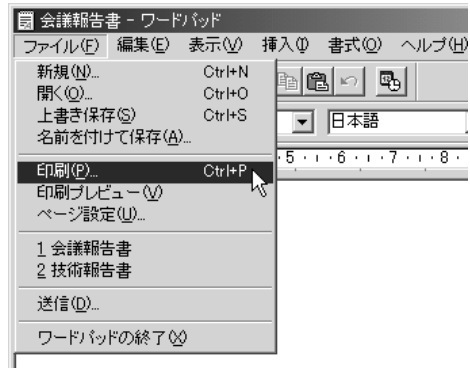 会議報告書 - ワードパッド
ファイル(F) 編集(E) 表示(V) 挿入(I) 書式(O) ヘルプ(H)
新規(N)... Ctrl+N
開く(O)... Ctrl+O
上書き保存(S) Ctrl+S
名前を付けて保存(A)...
日本語
印刷(P)... Ctrl+P
·5·ı·6·ı·7·ı·8·
印刷プレビュー(V)
ページ設定(U)...
1 会議報告書
2 技術報告書
送信(D)...
ワードパッドの終了(X)